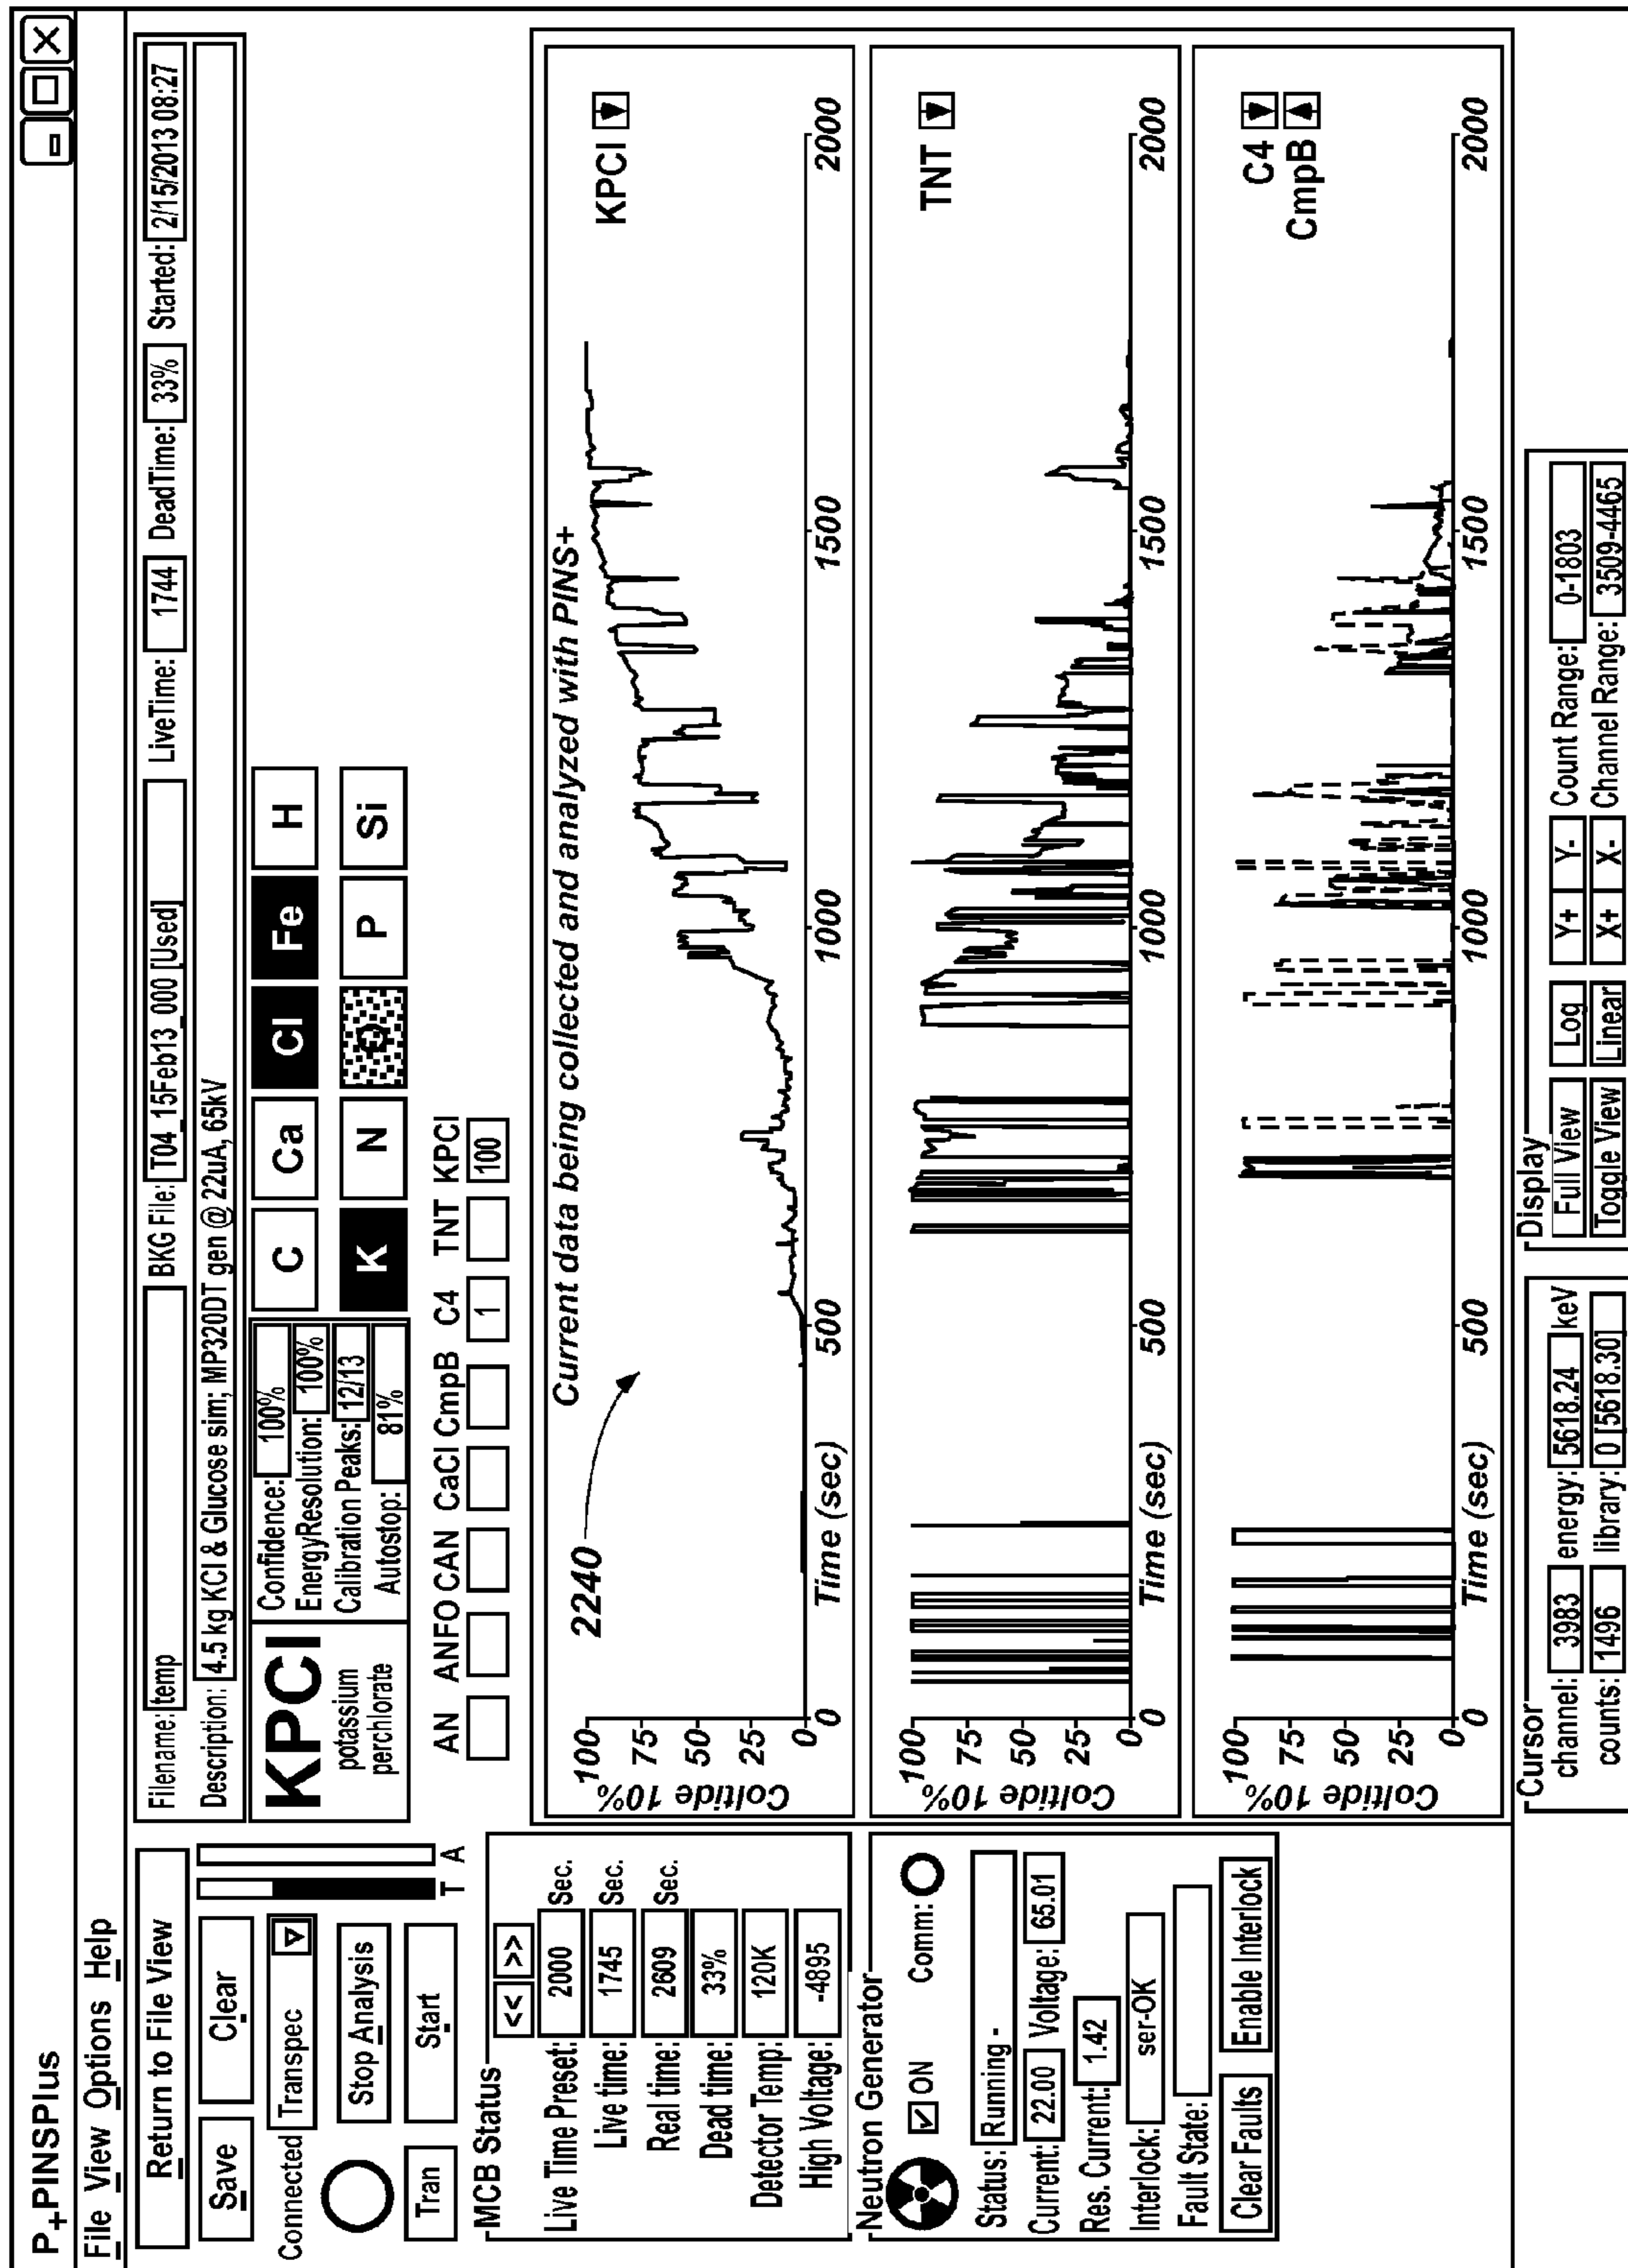 P+PINSPlus
File View Options Help
Return to File View
Save Clear
Connected Transpec
Stop Analysis
Tran Start
T A
MCB Status
<< >>
Live Time Preset: 2000 Sec.
Live time: 1745 Sec.
Real time: 2609 Sec.
Dead time: 33%
Detector Temp: 120K
High Voltage: -4895
Neutron Generator
ON Comm:
Status: Running -
Current: 22.00 Voltage: 65.01
Res. Current: 1.42
Interlock: ser-OK
Fault State:
Clear Faults Enable Interlock
Filename: temp BKG File: T04_15Feb13_000 [Used] LiveTime: 1744 DeadTime: 33% Started: 2/15/2013 08:27
Description: 4.5 kg KCl & Glucose sim; MP320DT gen @ 22uA, 65kV
KPCl
potassium
perchlorate
Confidence: 100%
EnergyResolution: 100%
Calibration Peaks: 12/13
Autostop: 81%
C Ca Cl Fe H
K N O P Si
AN ANFO CAN CaCl CmpB C4 TNT KPCl
1 100
Current data being collected and analyzed with PINS+
2240
KPCl
Coltide 10%
100
75
50
25
0
0 Time (sec) 500 1000 1500 2000
TNT
Coltide 10%
100
75
50
25
0
0 Time (sec) 500 1000 1500 2000
C4
CmpB
Coltide 10%
100
75
50
25
0
0 Time (sec) 500 1000 1500 2000
Cursor
channel: 3983 energy: 5618.24 keV
counts: 1496 library: 0 [5618.30]
Display
Full View Log Y+ Y- Count Range: 0-1803
Toggle View Linear X+ X- Channel Range: 3509-4465